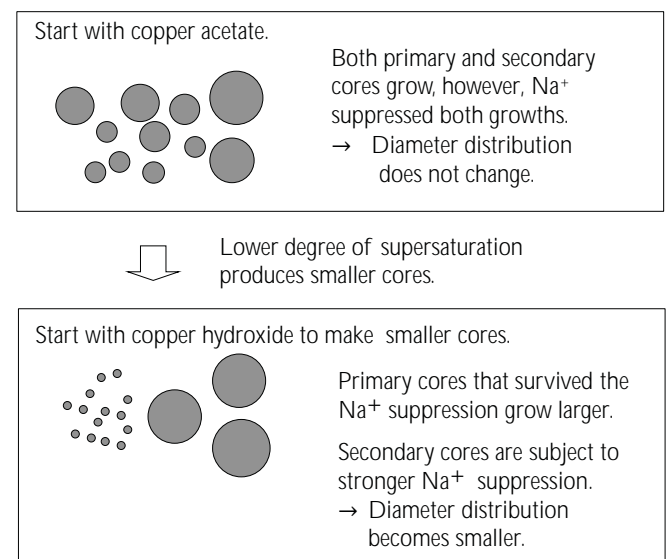 Start with copper acetate.
Both primary and secondary
cores grow, however, Na⁺
suppressed both growths.
→ Diameter distribution
does not change.
Lower degree of supersaturation
produces smaller cores.
Start with copper hydroxide to make smaller cores.
Primary cores that survived the
Na⁺ suppression grow larger.
Secondary cores are subject to
stronger Na⁺ suppression.
→ Diameter distribution
becomes smaller.